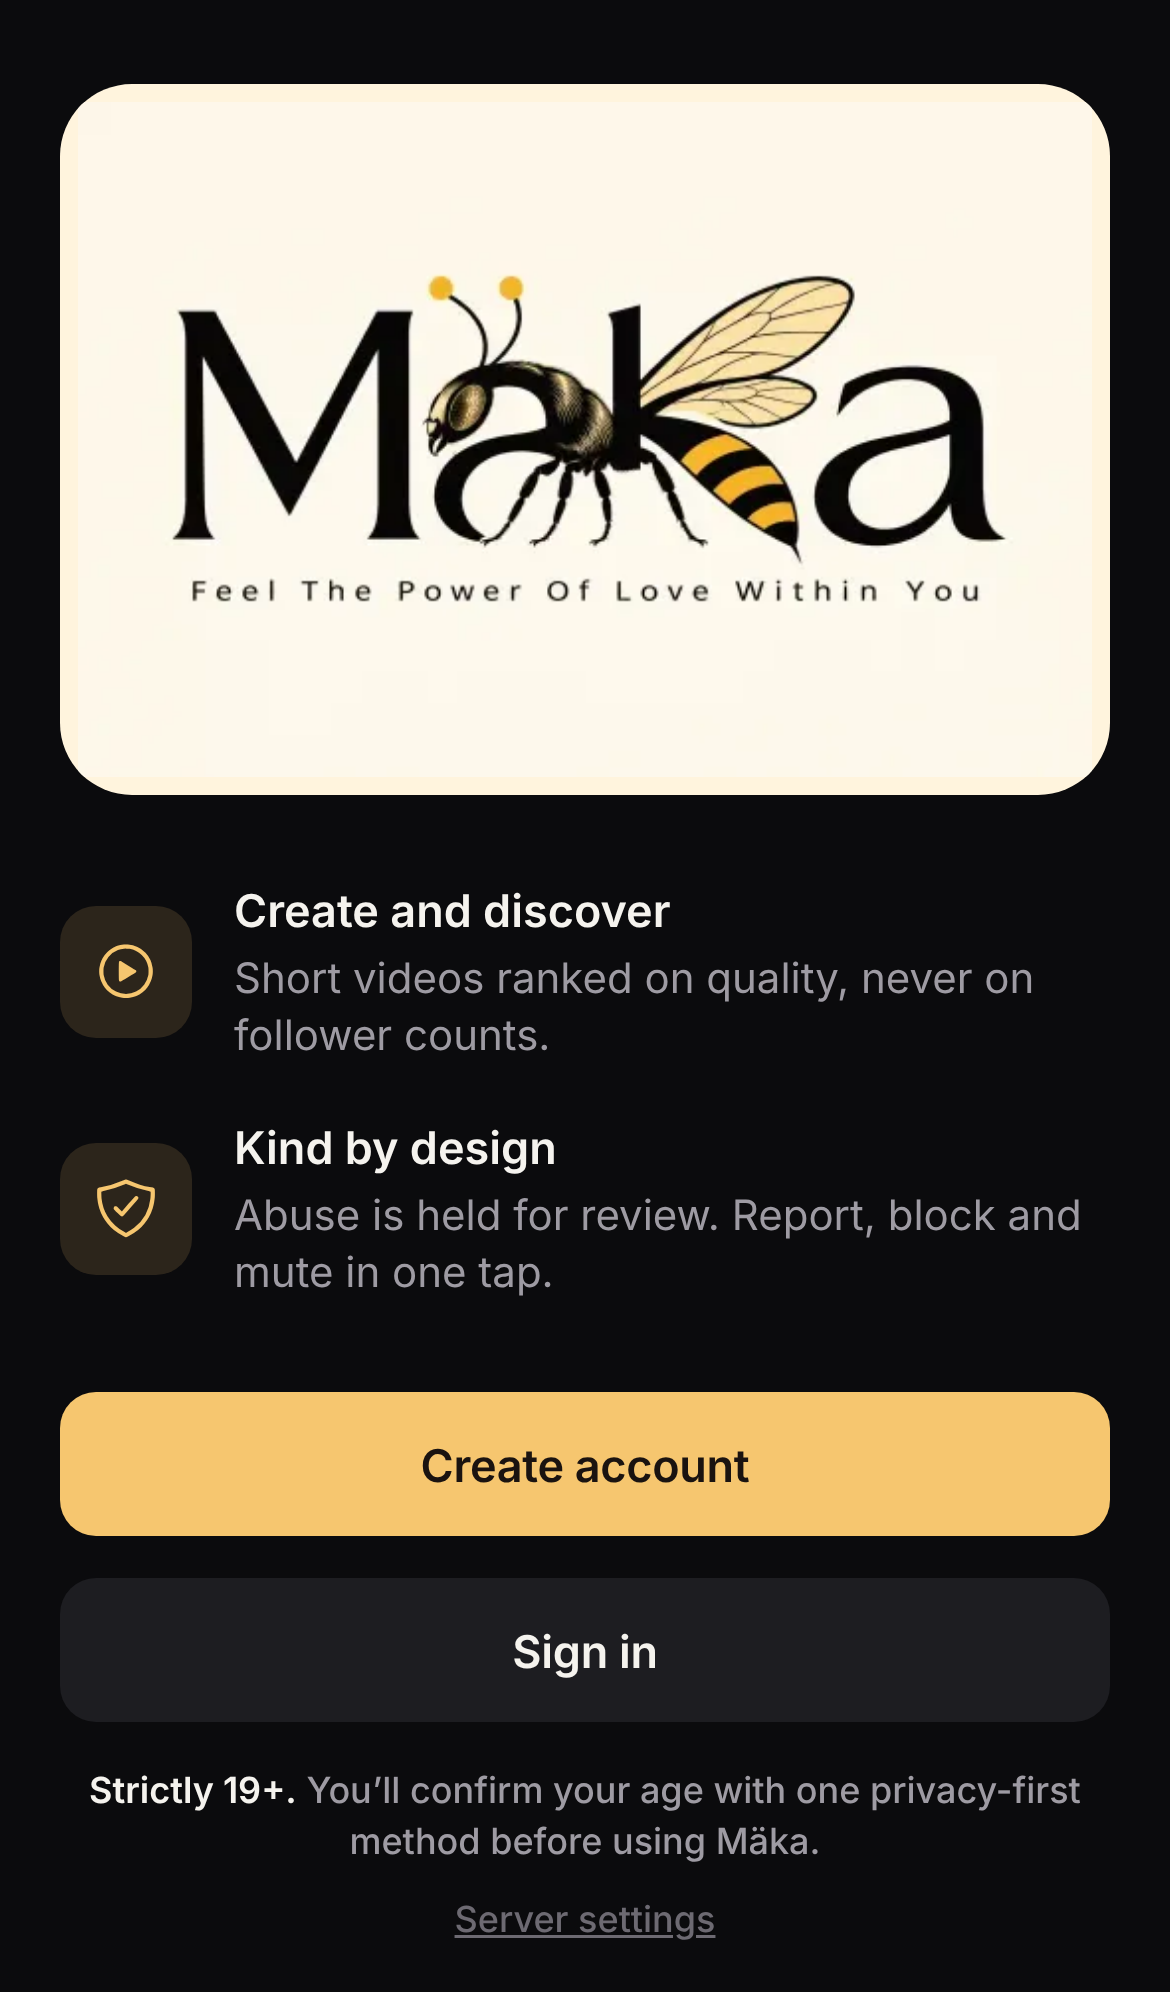 Mäka
Feel The Power Of Love Within You
Create and discover
Short videos ranked on quality, never on
follower counts.
Kind by design
Abuse is held for review. Report, block and
mute in one tap.
Create account
Sign in
Strictly 19+. You’ll confirm your age with one privacy-first
method before using Mäka.
Server settings